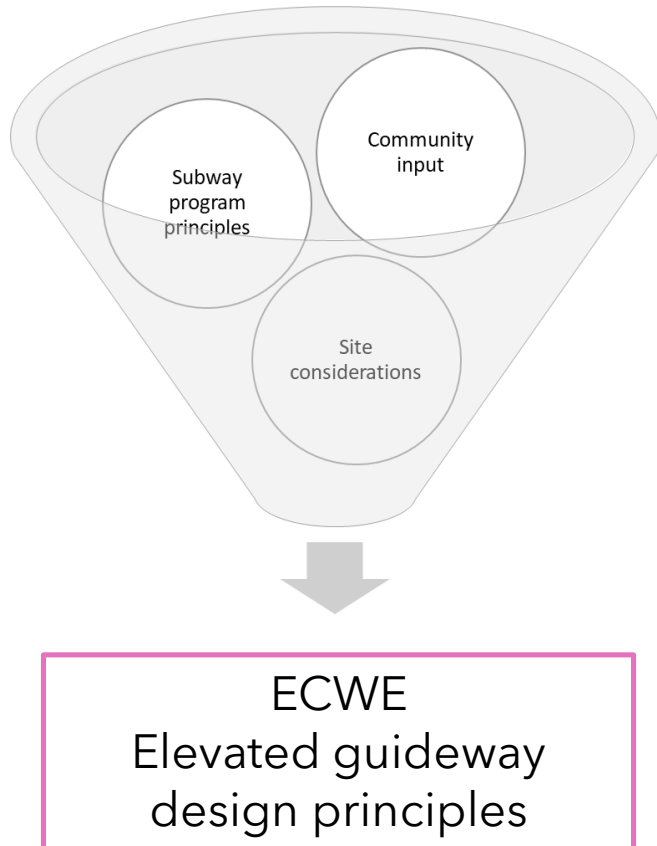 Community
input
Subway
program
principles
Site
considerations
ECWE
Elevated guideway
design principles